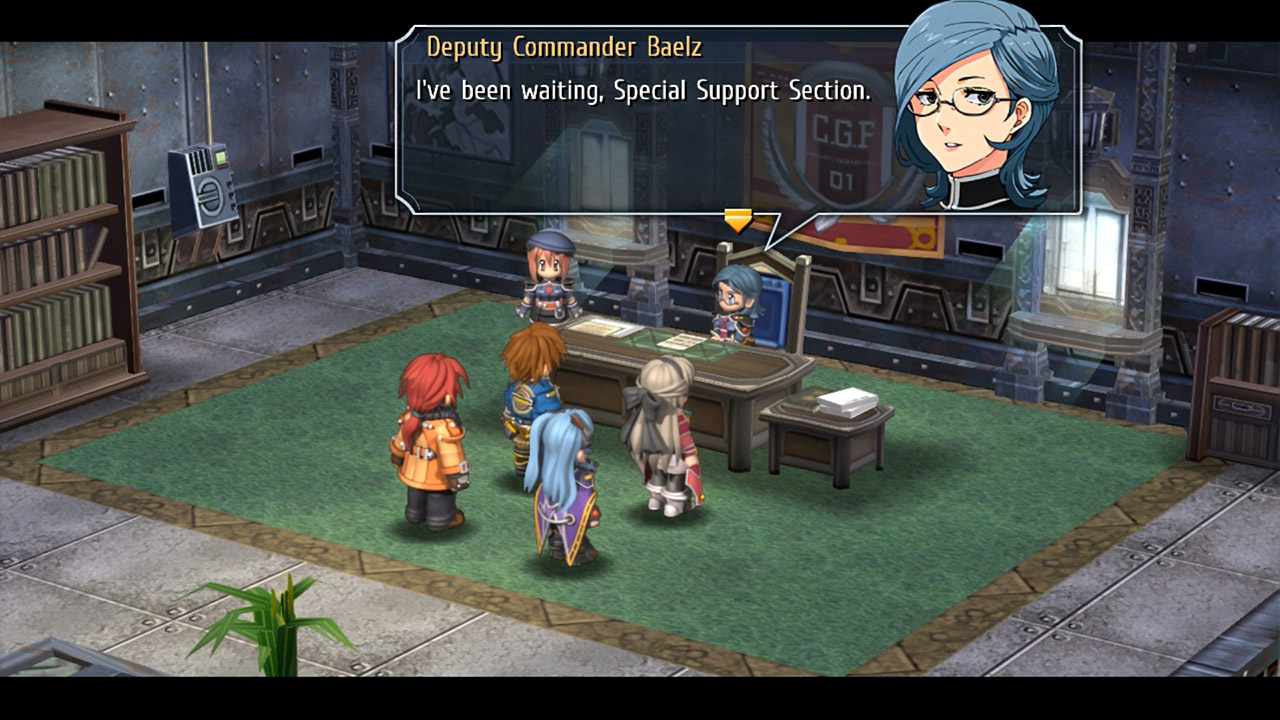 Deputy Commander Baelz
I've been waiting, Special Support Section.
C.G.F
01